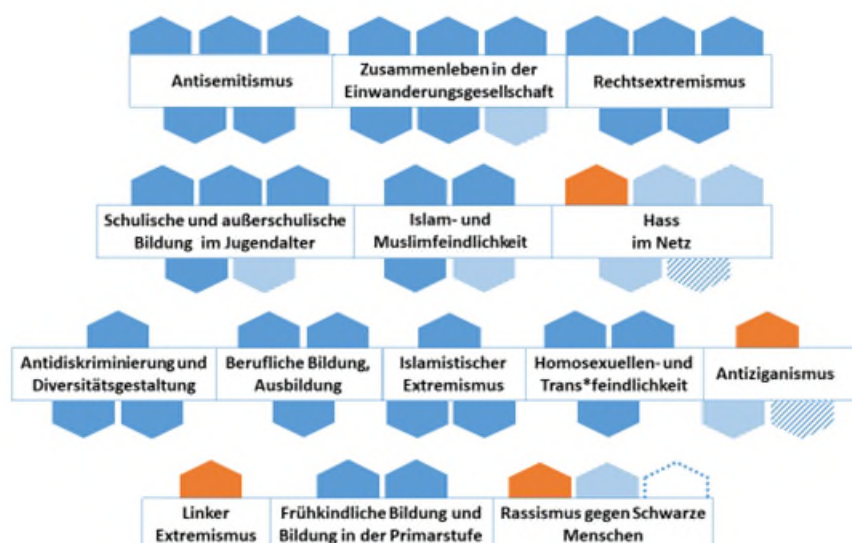 Antisemitismus
Zusammenleben in der
Einwanderungsgesellschaft
Rechtsextremismus
Schulische und außerschulische
Bildung im Jugendalter
Islam- und
Muslimfeindlichkeit
Hass
im Netz
Antidiskriminierung und
Diversitätsgestaltung
Berufliche Bildung,
Ausbildung
Islamistischer
Extremismus
Homosexuellen- und
Trans*feindlichkeit
Antiziganismus
Linker
Extremismus
Frühkindliche Bildung und
Bildung in der Primarstufe
Rassismus gegen Schwarze
Menschen